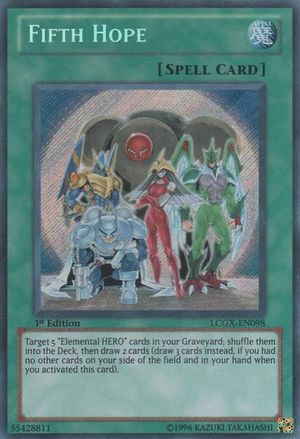 Fifth Hope
魔
[Spell Card]
1st Edition
LCGX-EN098
Target 5 "Elemental HERO" cards in your Graveyard; shuffle them
into the Deck, then draw 2 cards (draw 3 cards instead, if you had
no other cards on your side of the field and in your hand when
you activated this card).
55428811
©1996 KAZUKI TAKAHASHI